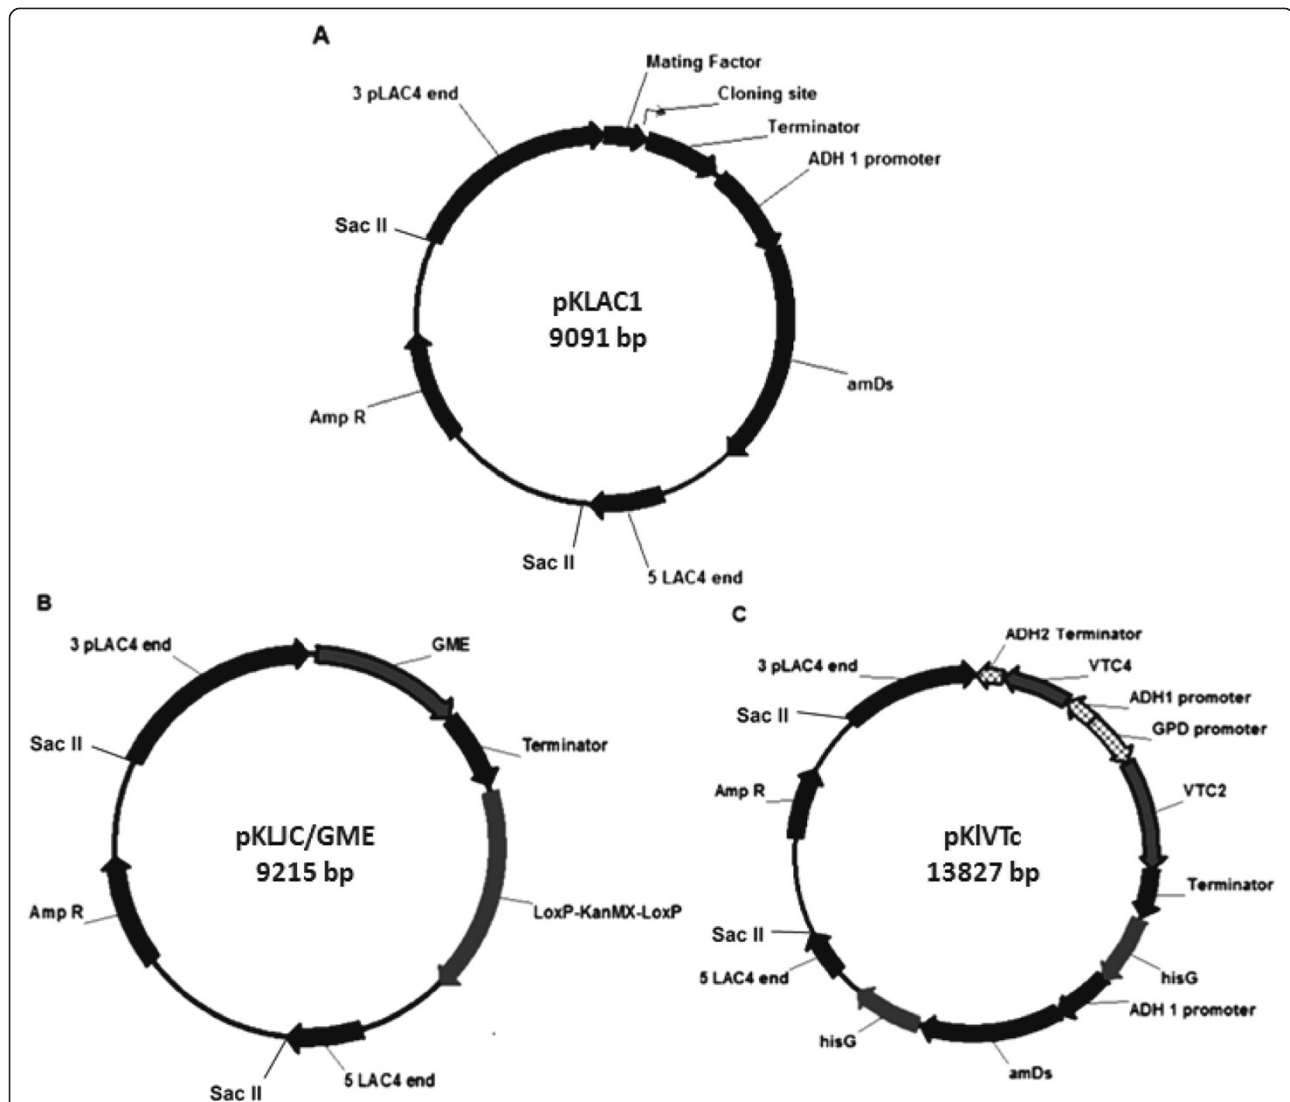 A
Mating Factor
3 pLAC4 end
Cloning site
Terminator
ADH 1 promoter
Sac II
pKLAC1
9091 bp
amDs
Amp R
Sac II
5 LAC4 end
B
3 pLAC4 end
GME
Sac II
Terminator
pKLJC/GME
9215 bp
Amp R
LoxP-KanMX-LoxP
5 LAC4 end
Sac II
C
ADH2 Terminator
3 pLAC4 end
VTC4
ADH1 promoter
Sac II
GPD promoter
Amp R
VTC2
pKlVTc
13827 bp
Terminator
Sac II
5 LAC4 end
hisG
ADH 1 promoter
hisG
amDs